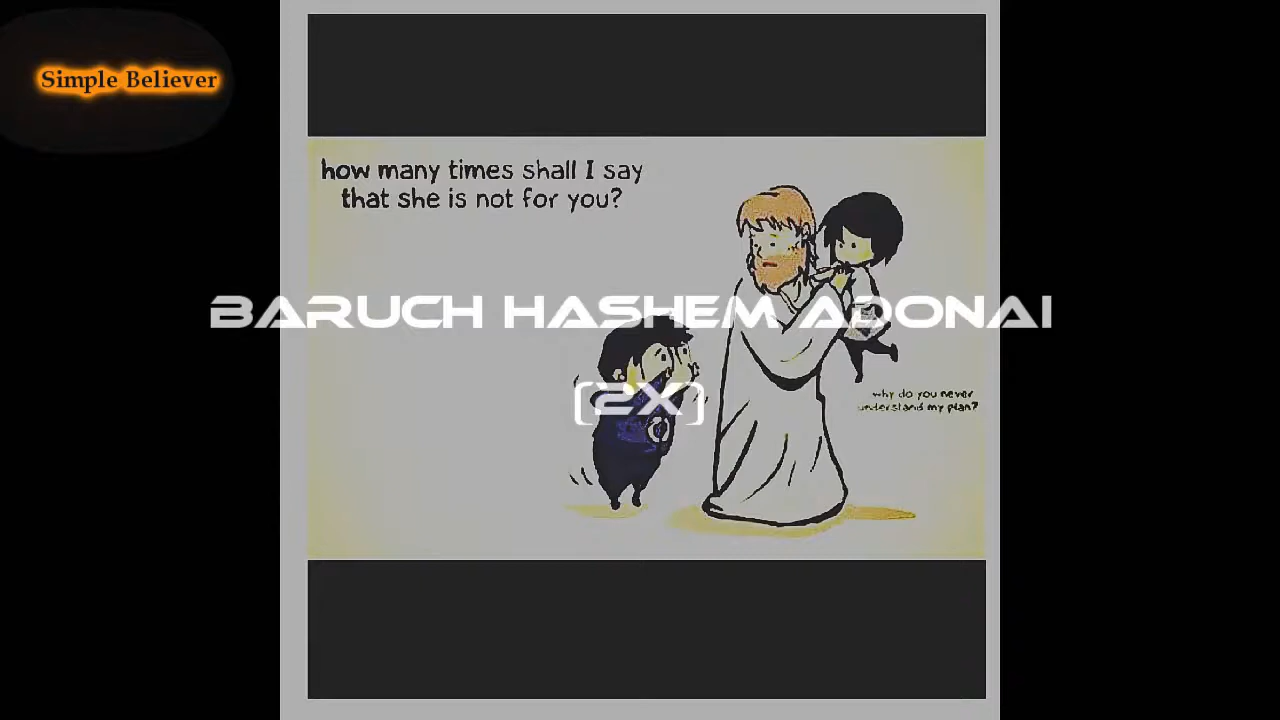 Simple Believer
how many times shall I say
that she is not for you?
BARUCH HASHEM ADONAI
(2X)
why do you never
understand my plan?